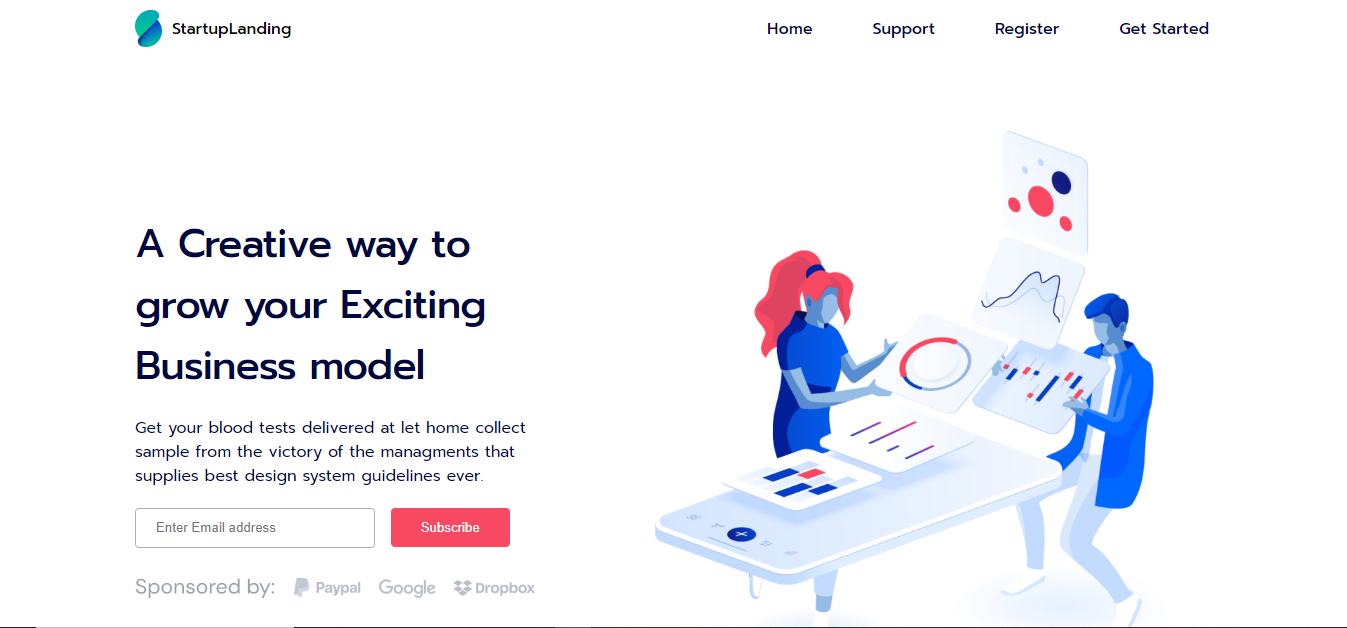 StartupLanding
Home Support Register Get Started
A Creative way to
grow your Exciting
Business model
Get your blood tests delivered at let home collect
sample from the victory of the managments that
supplies best design system guidelines ever.
Enter Email address Subscribe
Sponsored by: Paypal Google Dropbox